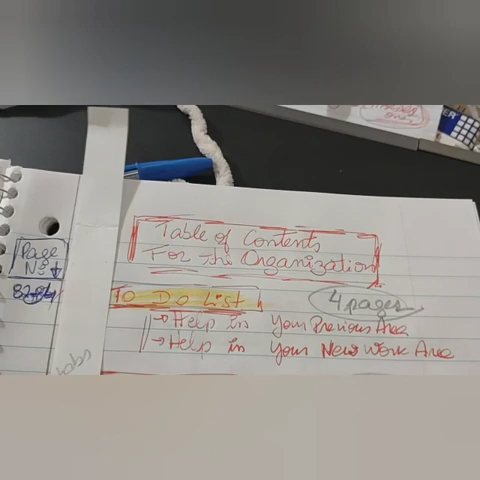 Table of Contents
For the Organization
Page
Nº
TO DO LIST
4 pages
→ Help in Your Previous Area
→ Help in Your New Work Area